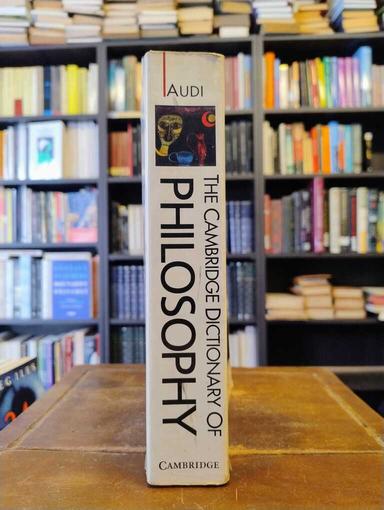 AUDI
THE CAMBRIDGE DICTIONARY OF
PHILOSOPHY
CAMBRIDGE